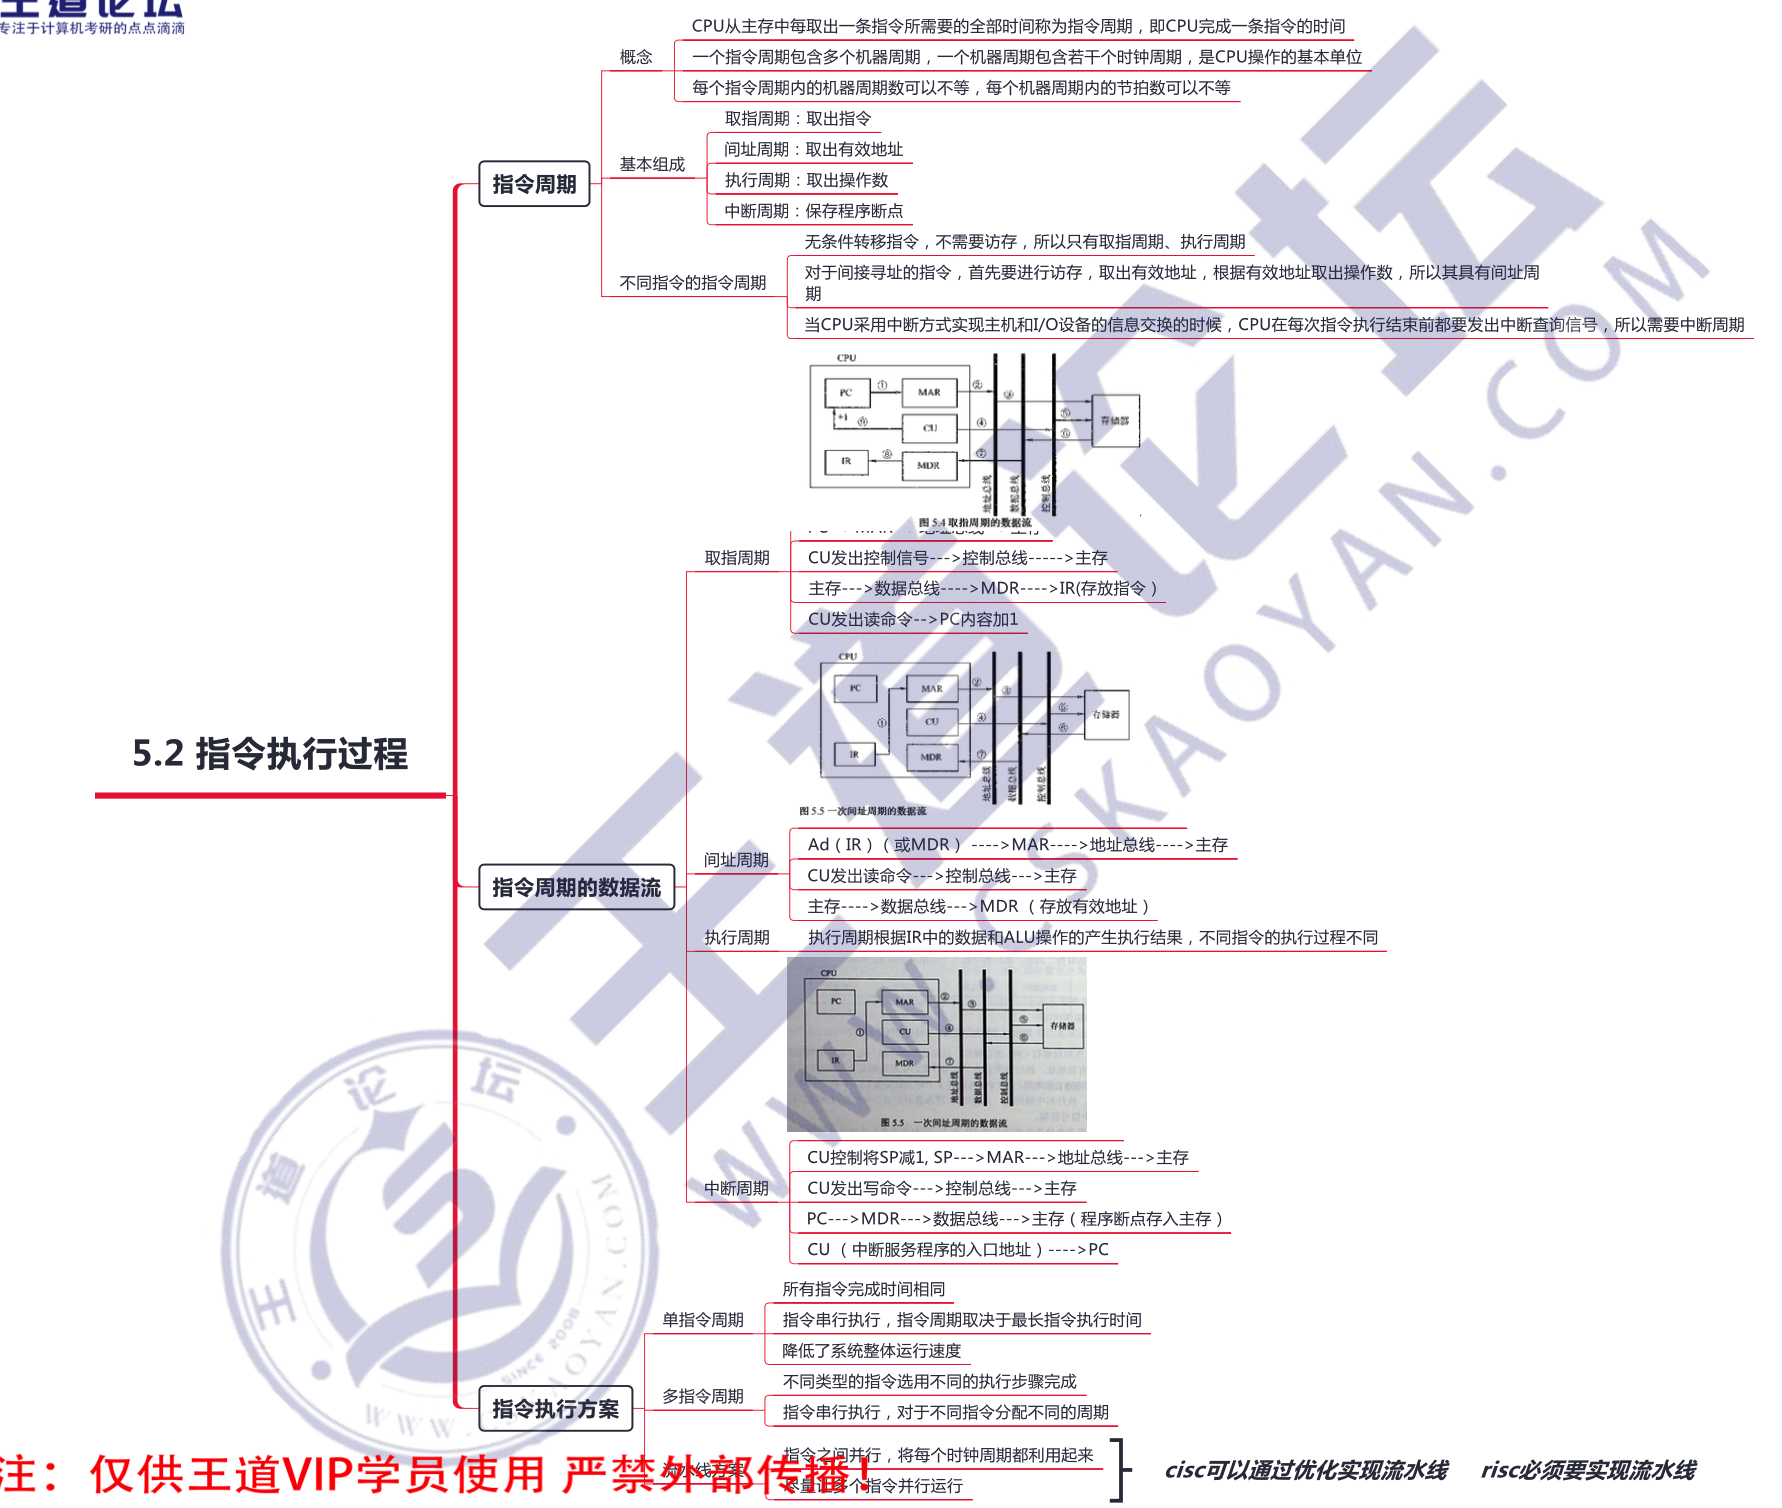 王道论坛
专注于计算机考研的点点滴滴
5.2 指令执行过程
指令周期
概念
CPU从主存中每取出一条指令所需要的全部时间称为指令周期，即CPU完成一条指令的时间
一个指令周期包含多个机器周期，一个机器周期包含若干个时钟周期，是CPU操作的基本单位
每个指令周期内的机器周期数可以不等，每个机器周期内的节拍数可以不等
基本组成
取指周期：取出指令
间址周期：取出有效地址
执行周期：取出操作数
中断周期：保存程序断点
不同指令的指令周期
无条件转移指令，不需要访存，所以只有取指周期、执行周期
对于间接寻址的指令，首先要进行访存，取出有效地址，根据有效地址取出操作数，所以其具有间址周
期
当CPU采用中断方式实现主机和I/O设备的信息交换的时候，CPU在每次指令执行结束前都要发出中断查询信号，所以需要中断周期
指令周期的数据流
取指周期
CPU
PC ① MAR ② ③
+1 ⑨ CU ④ ⑤ 存储器
⑥
IR ⑧ MDR ⑦
地址总线 数据总线 控制总线
图 5.4 取指周期的数据流
CU发出控制信号--->控制总线----->主存
主存--->数据总线---->MDR---->IR(存放指令）
CU发出读命令-->PC内容加1
间址周期
CPU
PC MAR ② ③
① CU ④ ⑤ 存储器
⑥
IR MDR ⑦
地址总线 数据总线 控制总线
图 5.5 一次间址周期的数据流
Ad（IR）（或MDR） ---->MAR---->地址总线---->主存
CU发出读命令--->控制总线--->主存
主存---->数据总线--->MDR （存放有效地址）
执行周期
执行周期根据IR中的数据和ALU操作的产生执行结果，不同指令的执行过程不同
中断周期
CPU
PC MAR ② ③
① CU ④ ⑤ 存储器
⑥
IR MDR ⑦
地址总线 数据总线 控制总线
图 5.5 一次间址周期的数据流
CU控制将SP减1, SP--->MAR--->地址总线--->主存
CU发出写命令--->控制总线--->主存
PC--->MDR--->数据总线--->主存（程序断点存入主存）
CU （中断服务程序的入口地址）---->PC
指令执行方案
单指令周期
所有指令完成时间相同
指令串行执行，指令周期取决于最长指令执行时间
降低了系统整体运行速度
多指令周期
不同类型的指令选用不同的执行步骤完成
指令串行执行，对于不同指令分配不同的周期
流水线方案
指令之间并行，将每个时钟周期都利用起来
尽量让多个指令并行运行
cisc可以通过优化实现流水线 risc必须要实现流水线
注：仅供王道VIP学员使用 严禁外部传播！
王道论坛
WWW.CSKAOYAN.COM
王道论坛
SINCE 2008
WWW.CSKAOYAN.COM